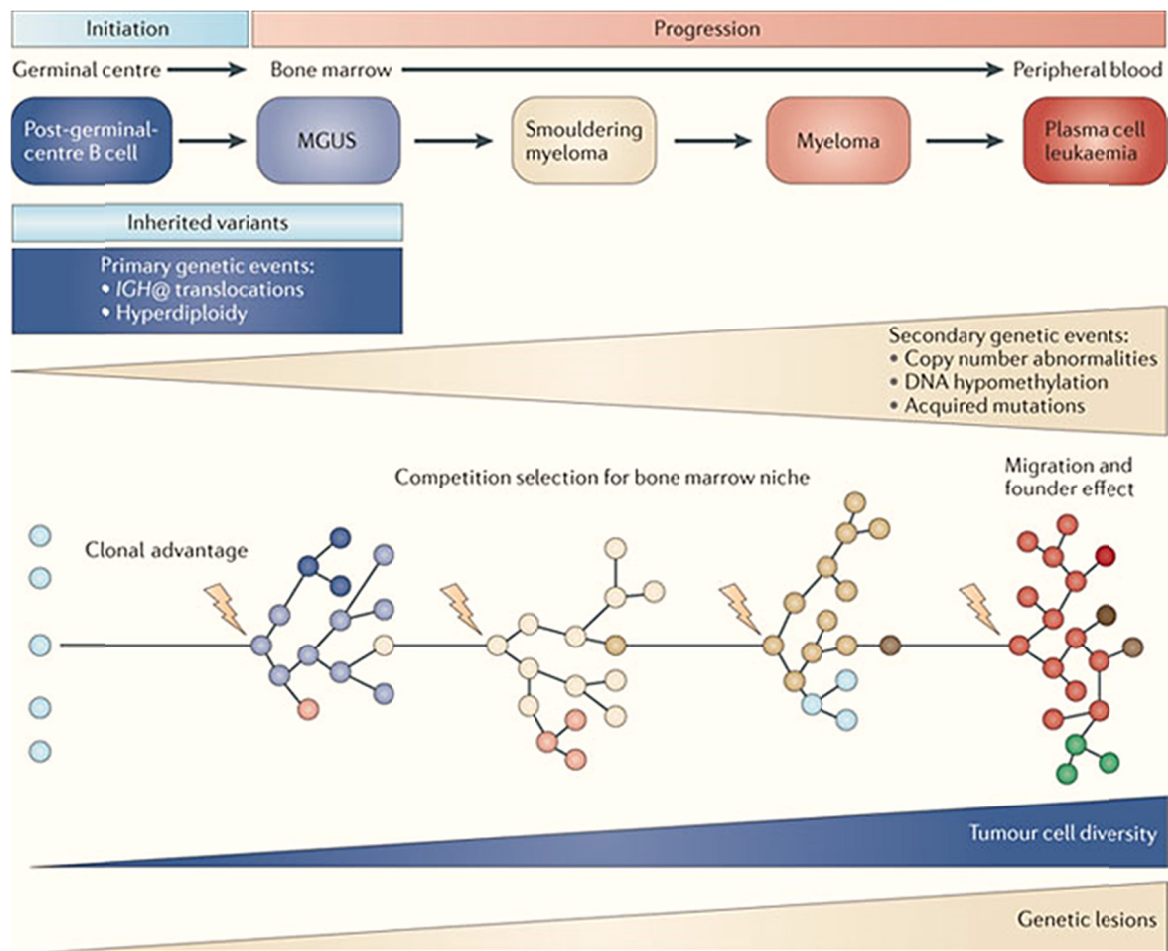 Initiation
Progression
Germinal centre
Bone marrow
Peripheral blood
Post-germinal-
centre B cell
MGUS
Smouldering
myeloma
Myeloma
Plasma cell
leukaemia
Inherited variants
Primary genetic events:
• IGH@ translocations
• Hyperdiploidy
Secondary genetic events:
• Copy number abnormalities
• DNA hypomethylation
• Acquired mutations
Competition selection for bone marrow niche
Migration and
founder effect
Clonal advantage
Tumour cell diversity
Genetic lesions